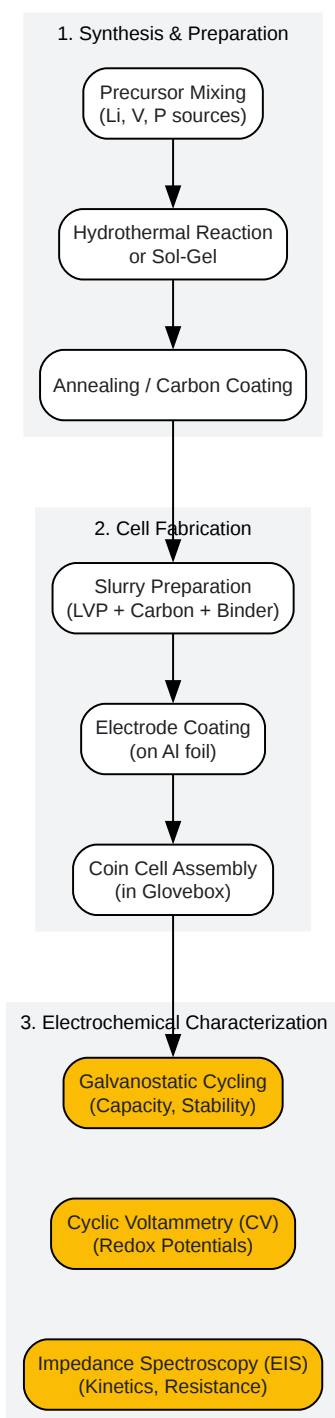 1. Synthesis & Preparation
Precursor Mixing
(Li, V, P sources)
Hydrothermal Reaction
or Sol-Gel
Annealing / Carbon Coating
2. Cell Fabrication
Slurry Preparation
(LVP + Carbon + Binder)
Electrode Coating
(on Al foil)
Coin Cell Assembly
(in Glovebox)
3. Electrochemical Characterization
Galvanostatic Cycling
(Capacity, Stability)
Cyclic Voltammetry (CV)
(Redox Potentials)
Impedance Spectroscopy (EIS)
(Kinetics, Resistance)